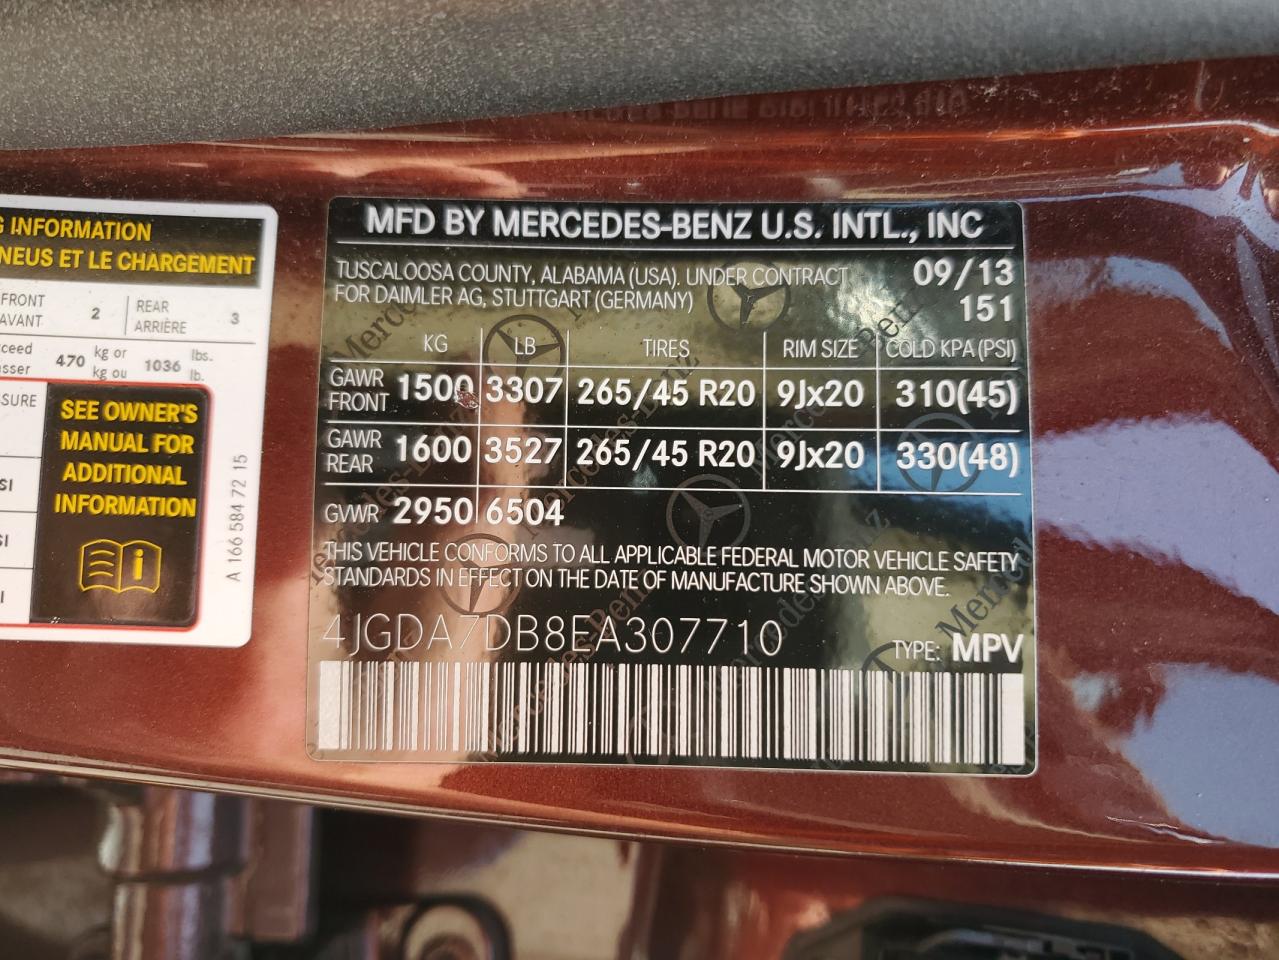 G INFORMATION
NEUS ET LE CHARGEMENT
FRONT
AVANT
2
REAR
ARRIÈRE
3
xceed
asser
470
kg or
kg ou
1036
lbs.
lb.
SSURE
SEE OWNER'S
MANUAL FOR
ADDITIONAL
INFORMATION
SI
SI
I
A 166 584 72 15
MFD BY MERCEDES-BENZ U.S. INTL., INC
TUSCALOOSA COUNTY, ALABAMA (USA). UNDER CONTRACT 09/13
FOR DAIMLER AG, STUTTGART (GERMANY) 151
KG LB TIRES RIM SIZE COLD KPA (PSI)
GAWR FRONT 1500 3307 265/45 R20 9Jx20 310(45)
GAWR REAR 1600 3527 265/45 R20 9Jx20 330(48)
GVWR 2950 6504
THIS VEHICLE CONFORMS TO ALL APPLICABLE FEDERAL MOTOR VEHICLE SAFETY
STANDARDS IN EFFECT ON THE DATE OF MANUFACTURE SHOWN ABOVE.
4JGDA7DB8EA307710 TYPE: MPV